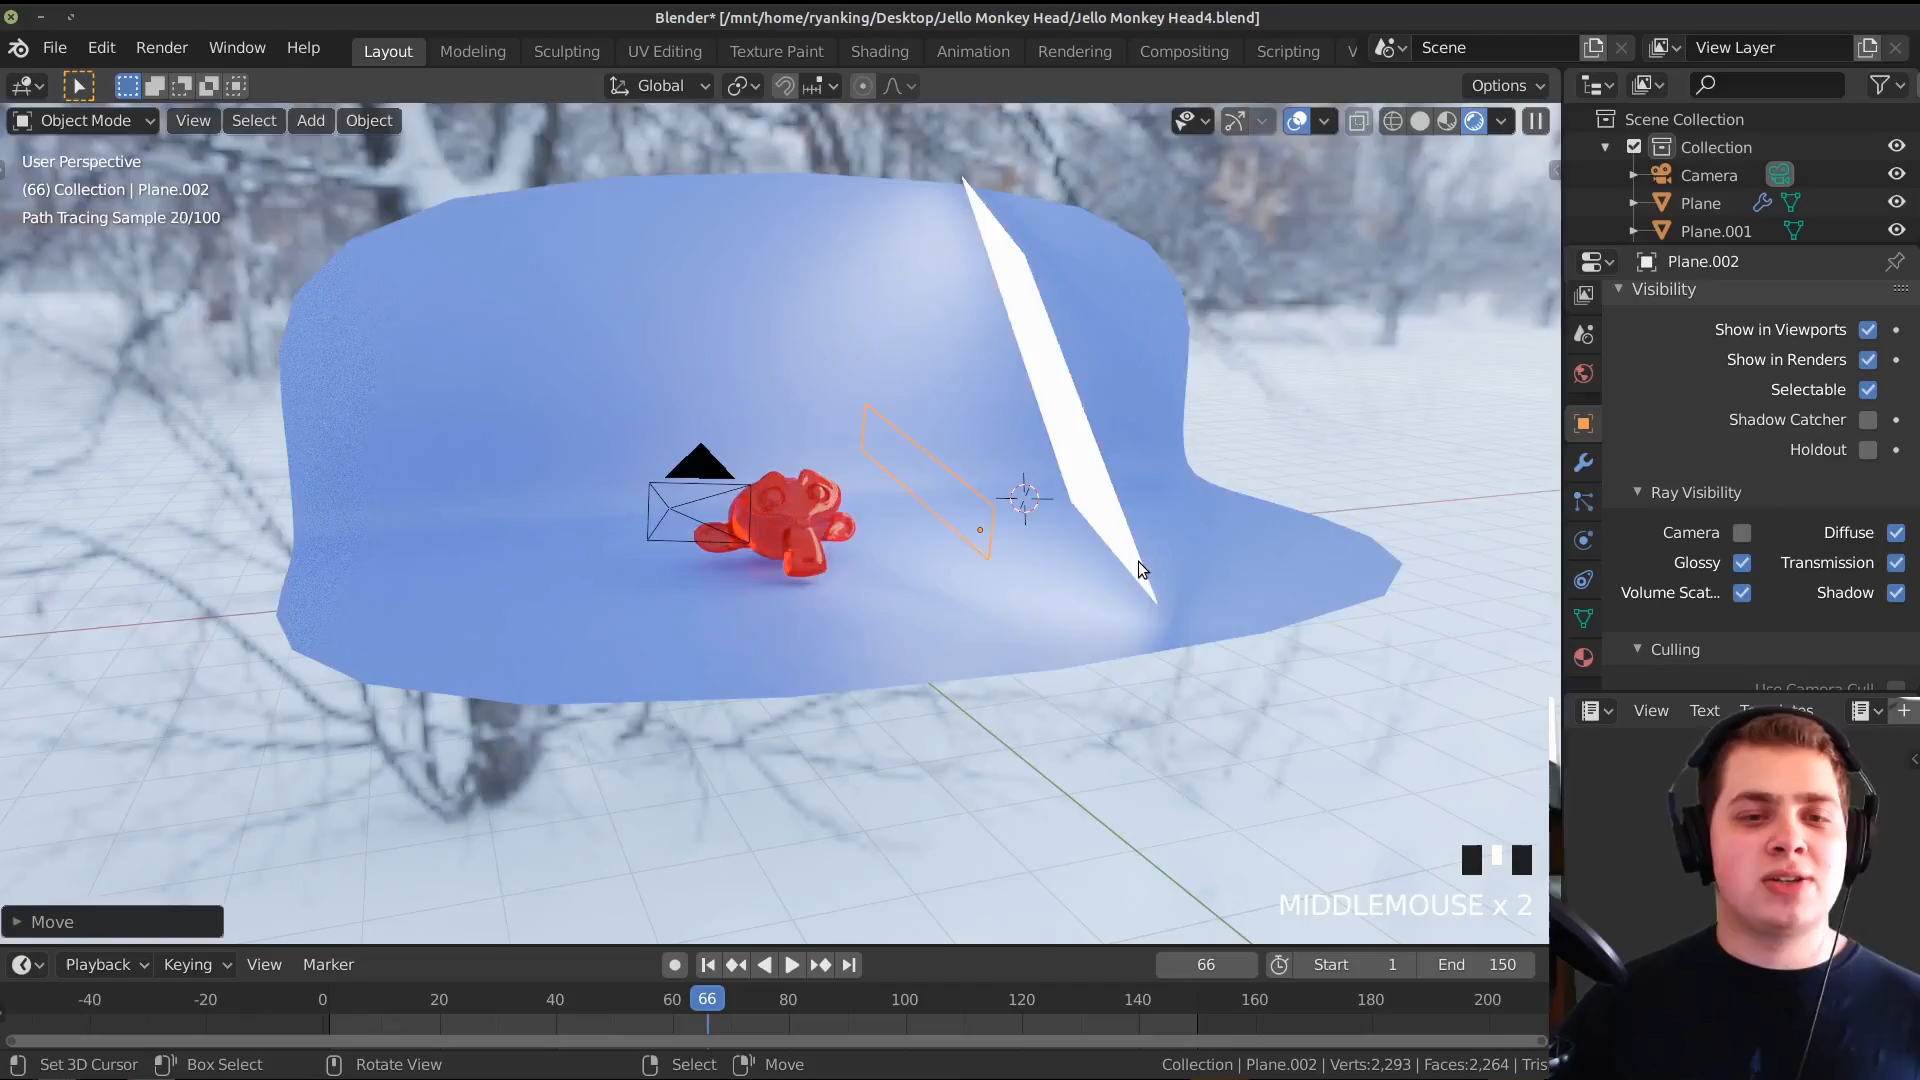 Blender* [/mnt/home/ryanking/Desktop/Jello Monkey Head/Jello Monkey Head4.blend]
File Edit Render Window Help Layout Modeling Sculpting UV Editing Texture Paint Shading Animation Rendering Compositing Scripting V Scene View Layer
Global Options
Object Mode View Select Add Object
User Perspective
(66) Collection | Plane.002
Path Tracing Sample 20/100
Scene Collection
Collection
Camera
Plane
Plane.001
Plane.002
Visibility
Show in Viewports
Show in Renders
Selectable
Shadow Catcher
Holdout
Ray Visibility
Camera Diffuse
Glossy Transmission
Volume Scat... Shadow
Culling
Use Camera Cull
View Text Templates
MIDDLEMOUSE x 2
Move
Playback Keying View Marker 66 Start 1 End 150
-40 -20 0 20 40 60 66 80 100 120 140 160 180 200
Set 3D Cursor Box Select Rotate View Select Move Collection | Plane.002 | Verts:2,293 | Faces:2,264 | Tris